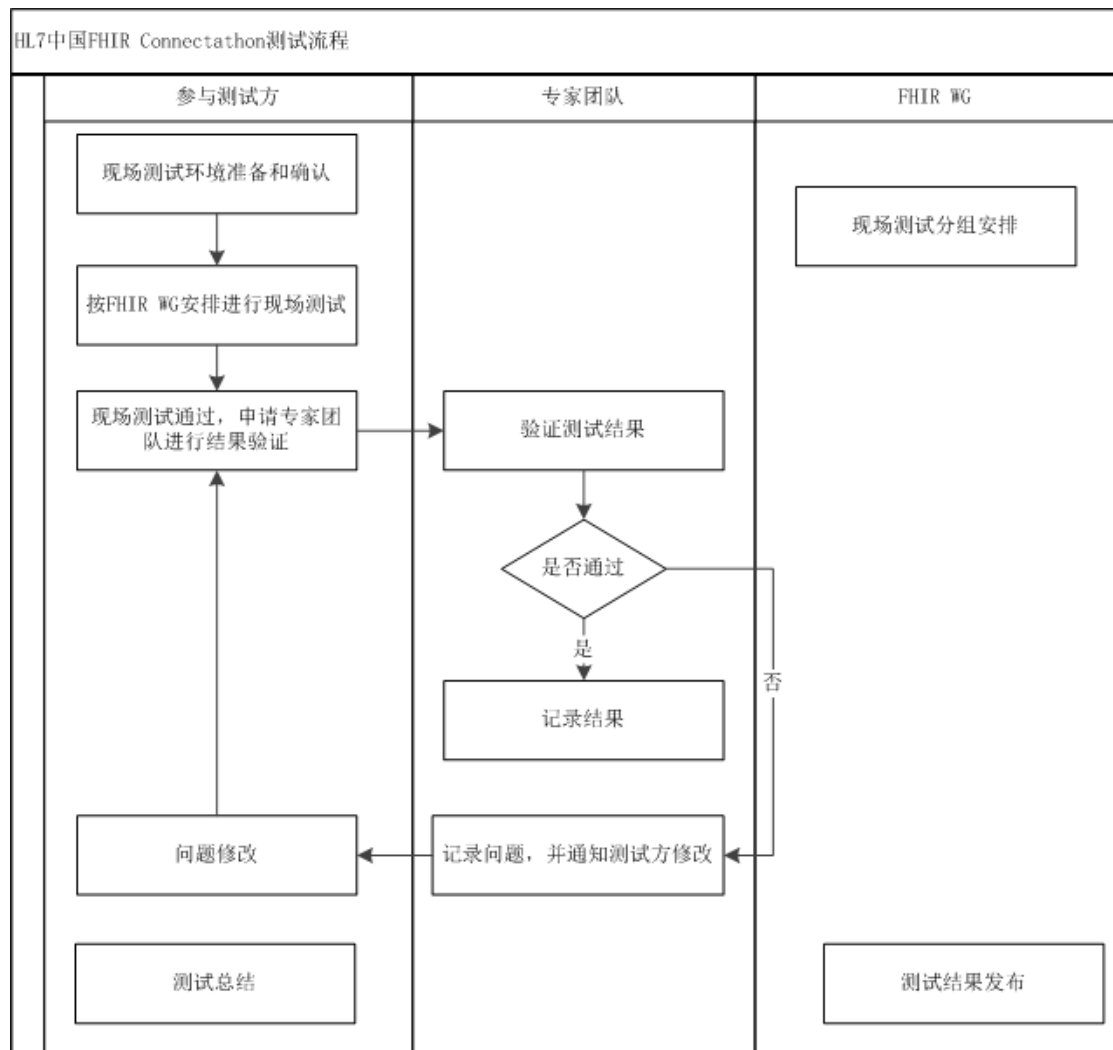 HL7中国FHIR Connectathon测试流程
参与测试方
专家团队
FHIR WG
现场测试环境准备和确认
现场测试分组安排
按FHIR WG安排进行现场测试
现场测试通过，申请专家团
队进行结果验证
验证测试结果
是否通过
是
否
记录结果
问题修改
记录问题，并通知测试方修改
测试总结
测试结果发布